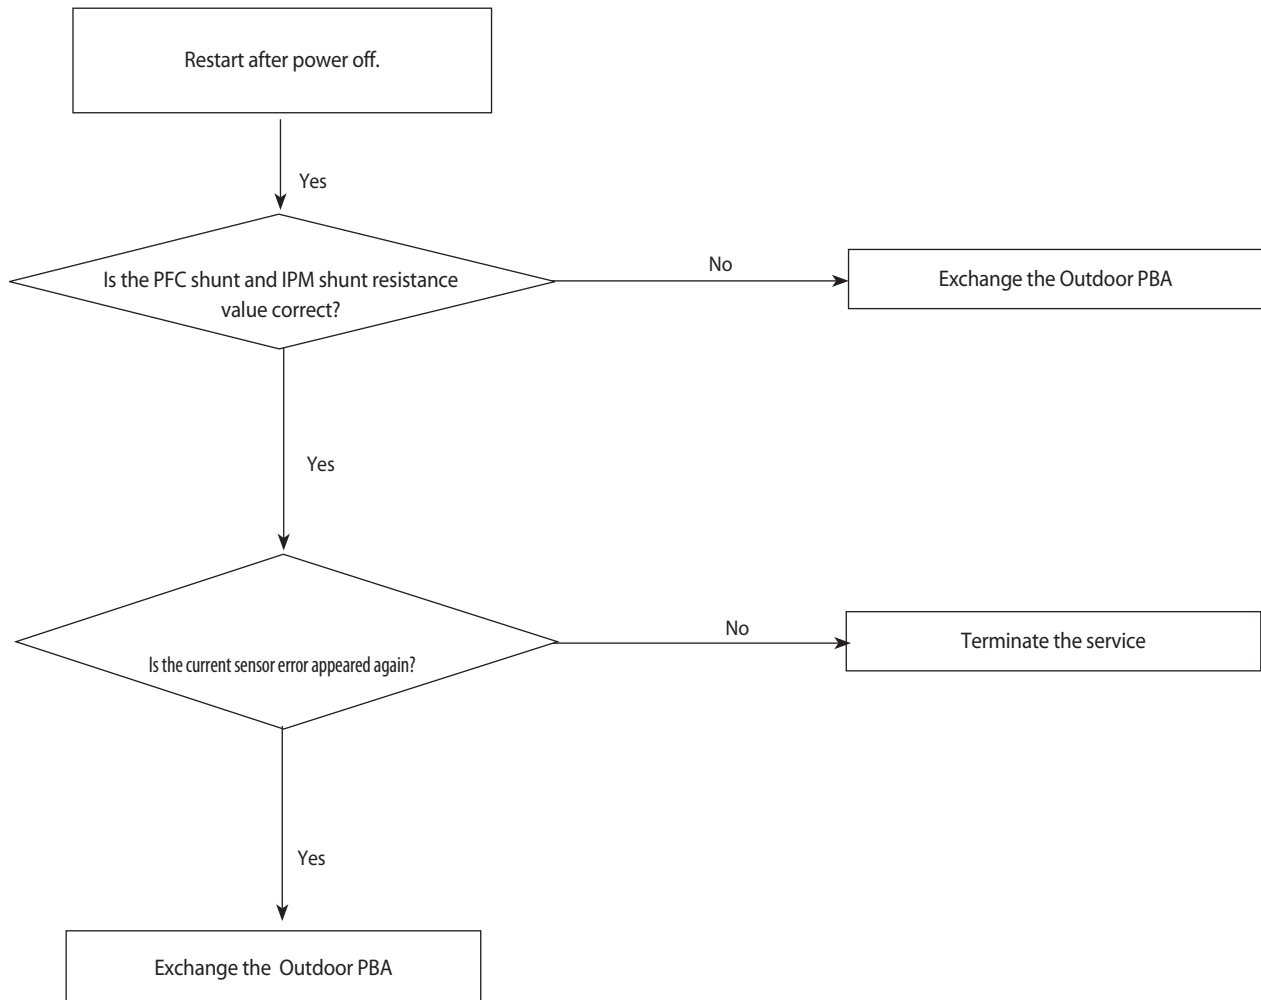 Restart after power off.
Yes
Is the PFC shunt and IPM shunt resistance
value correct?
No
Exchange the Outdoor PBA
Yes
Is the current sensor error appeared again?
No
Terminate the service
Yes
Exchange the Outdoor PBA